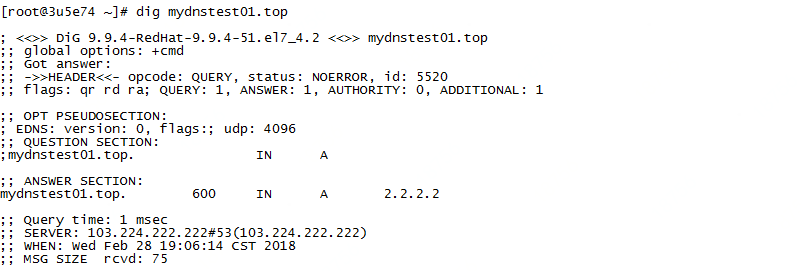 [root@3u5e74 ~]# dig mydnstest01.top
; <<>> DiG 9.9.4-RedHat-9.9.4-51.el7_4.2 <<>> mydnstest01.top
;; global options: +cmd
;; Got answer:
;; ->>HEADER<<- opcode: QUERY, status: NOERROR, id: 5520
;; flags: qr rd ra; QUERY: 1, ANSWER: 1, AUTHORITY: 0, ADDITIONAL: 1
;; OPT PSEUDOSECTION:
; EDNS: version: 0, flags:; udp: 4096
;; QUESTION SECTION:
;mydnstest01.top. IN A
;; ANSWER SECTION:
mydnstest01.top. 600 IN A 2.2.2.2
;; Query time: 1 msec
;; SERVER: 103.224.222.222#53(103.224.222.222)
;; WHEN: Wed Feb 28 19:06:14 CST 2018
;; MSG SIZE rcvd: 75